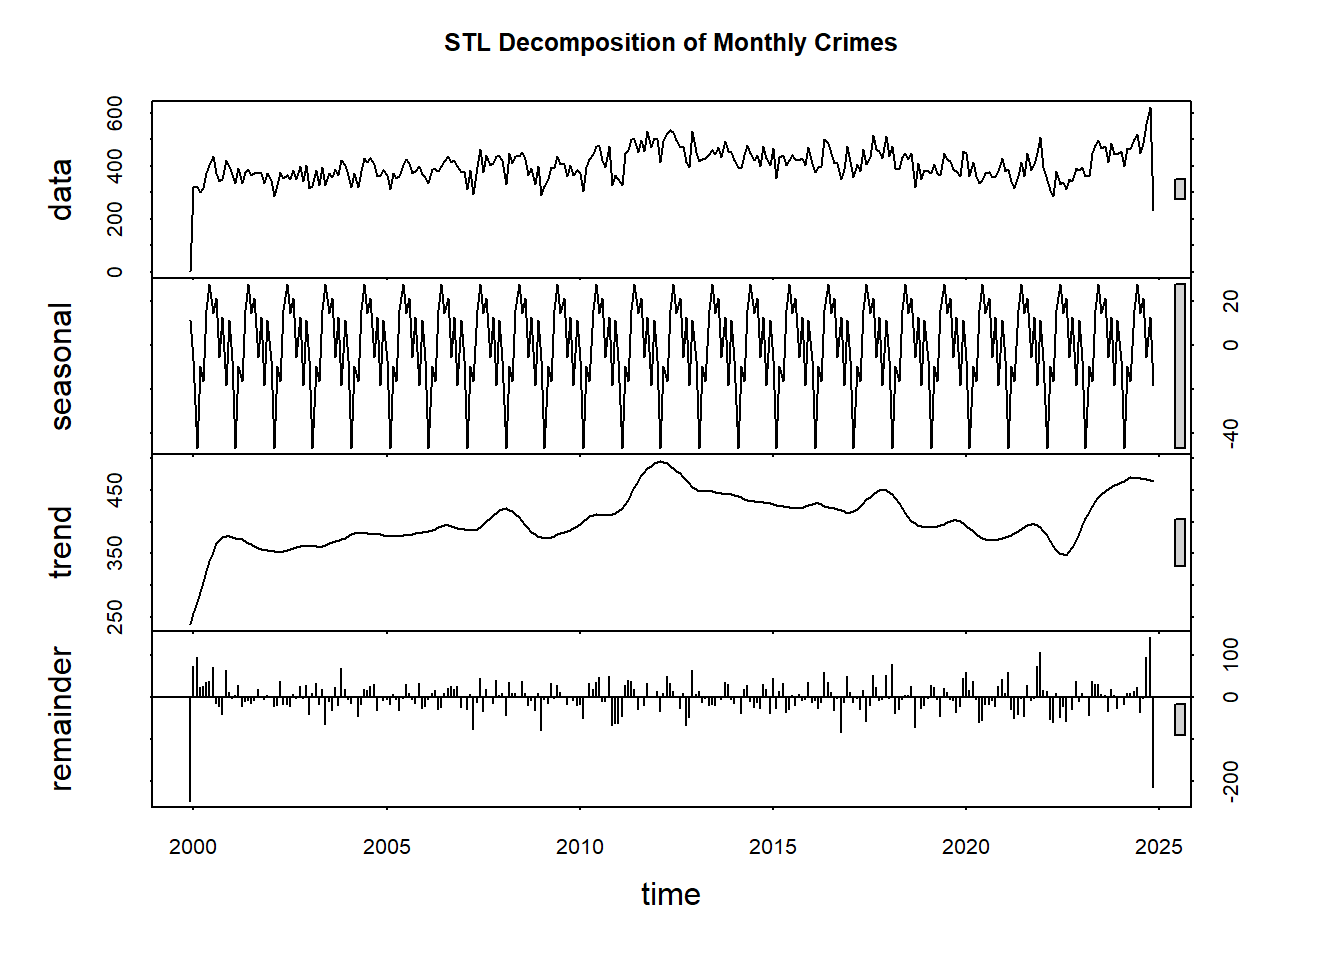 STL Decomposition of Monthly Crimes
data
0 200 400 600
seasonal
-40 0 20
trend
250 350 450
remainder
-200 0 100
2000 2005 2010 2015 2020 2025
time